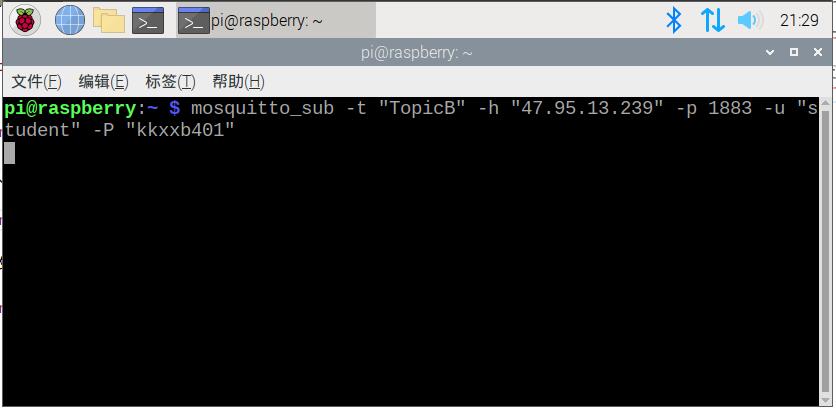 pi@raspberry: ~
21:29
pi@raspberry: ~
文件(F) 编辑(E) 标签(T) 帮助(H)
pi@raspberry:~ $ mosquitto_sub -t "TopicB" -h "47.95.13.239" -p 1883 -u "s
tudent" -P "kkxxb401"